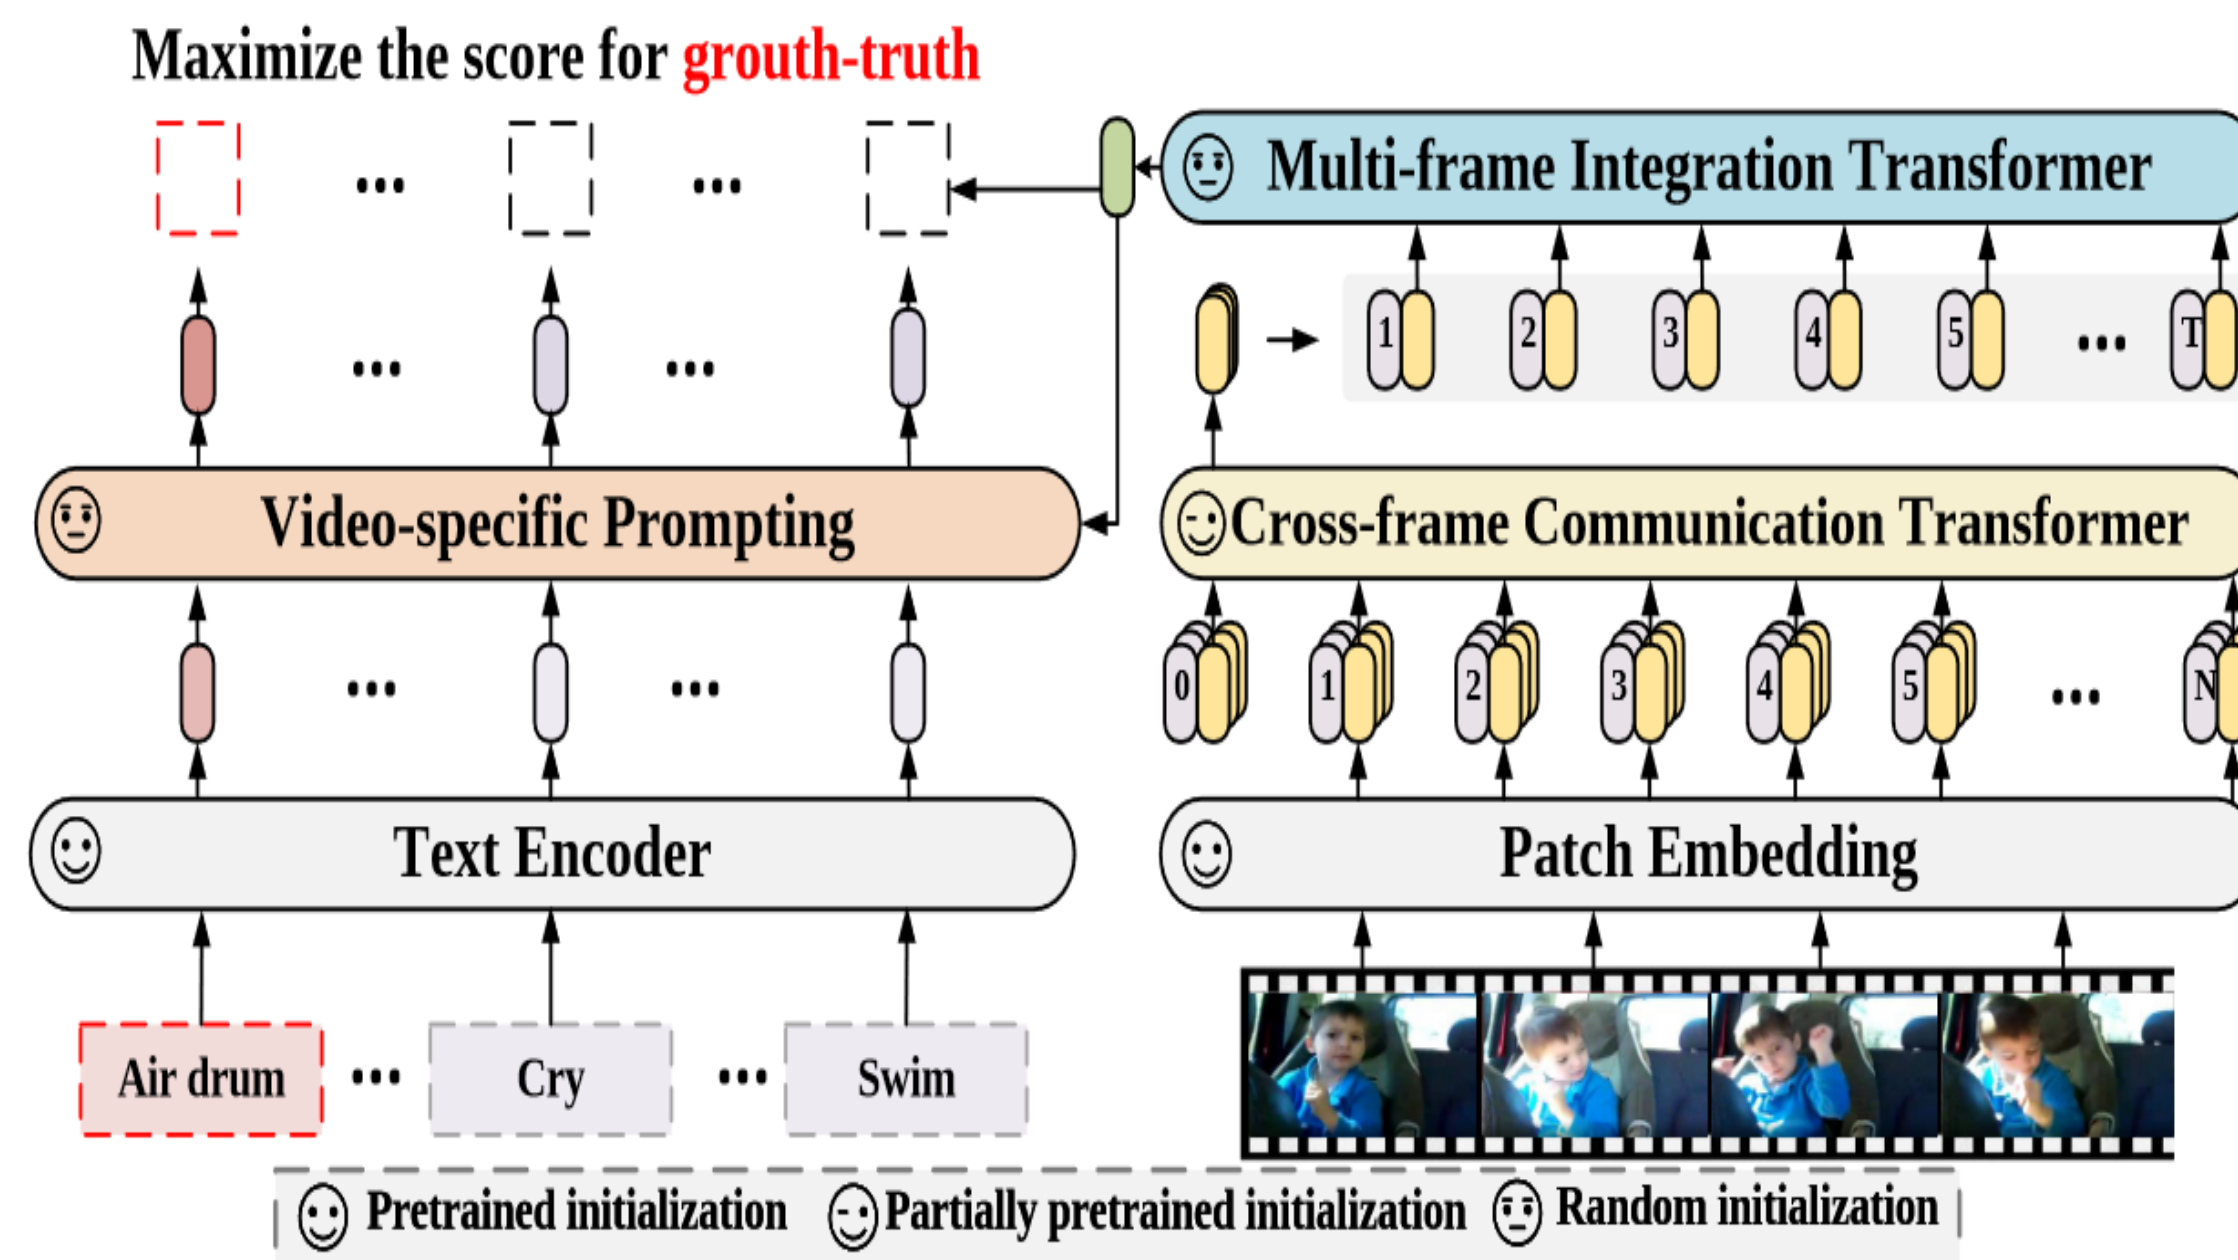 Maximize the score for grouth-truth
...
...
Multi-frame Integration Transformer
1 2 3 4 5 ... T
...
...
Video-specific Prompting
Cross-frame Communication Transformer
...
...
0 1 2 3 4 5 ... N
Text Encoder
Patch Embedding
Air drum ... Cry ... Swim
Pretrained initialization Partially pretrained initialization Random initialization